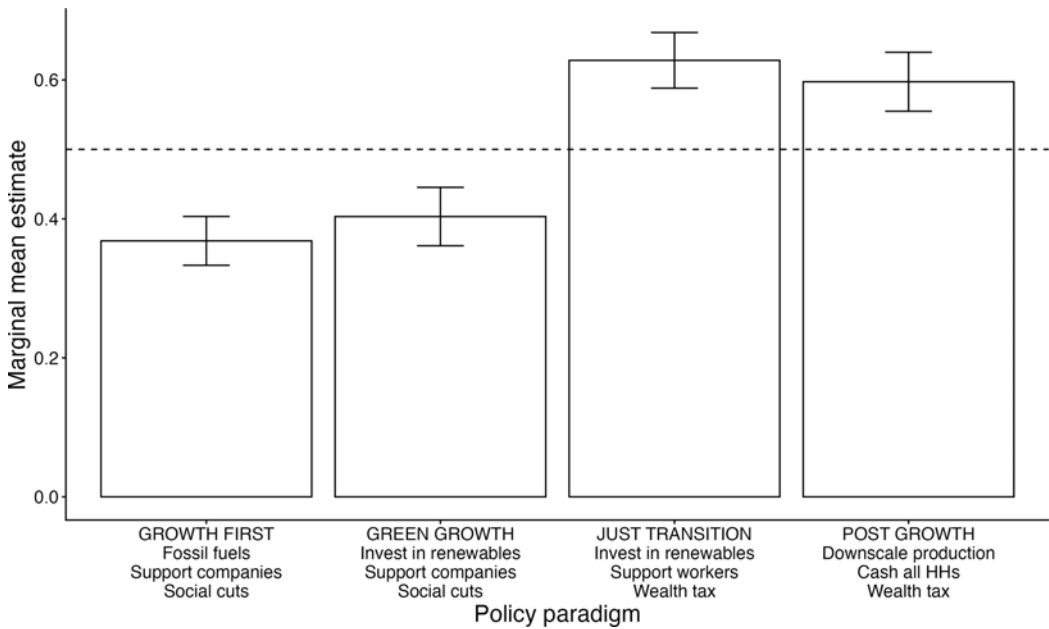 Marginal mean estimate
0.6
0.4
0.2
0.0
GROWTH FIRST
Fossil fuels
Support companies
Social cuts
GREEN GROWTH
Invest in renewables
Support companies
Social cuts
JUST TRANSITION
Invest in renewables
Support workers
Wealth tax
POST GROWTH
Downscale production
Cash all HHs
Wealth tax
Policy paradigm